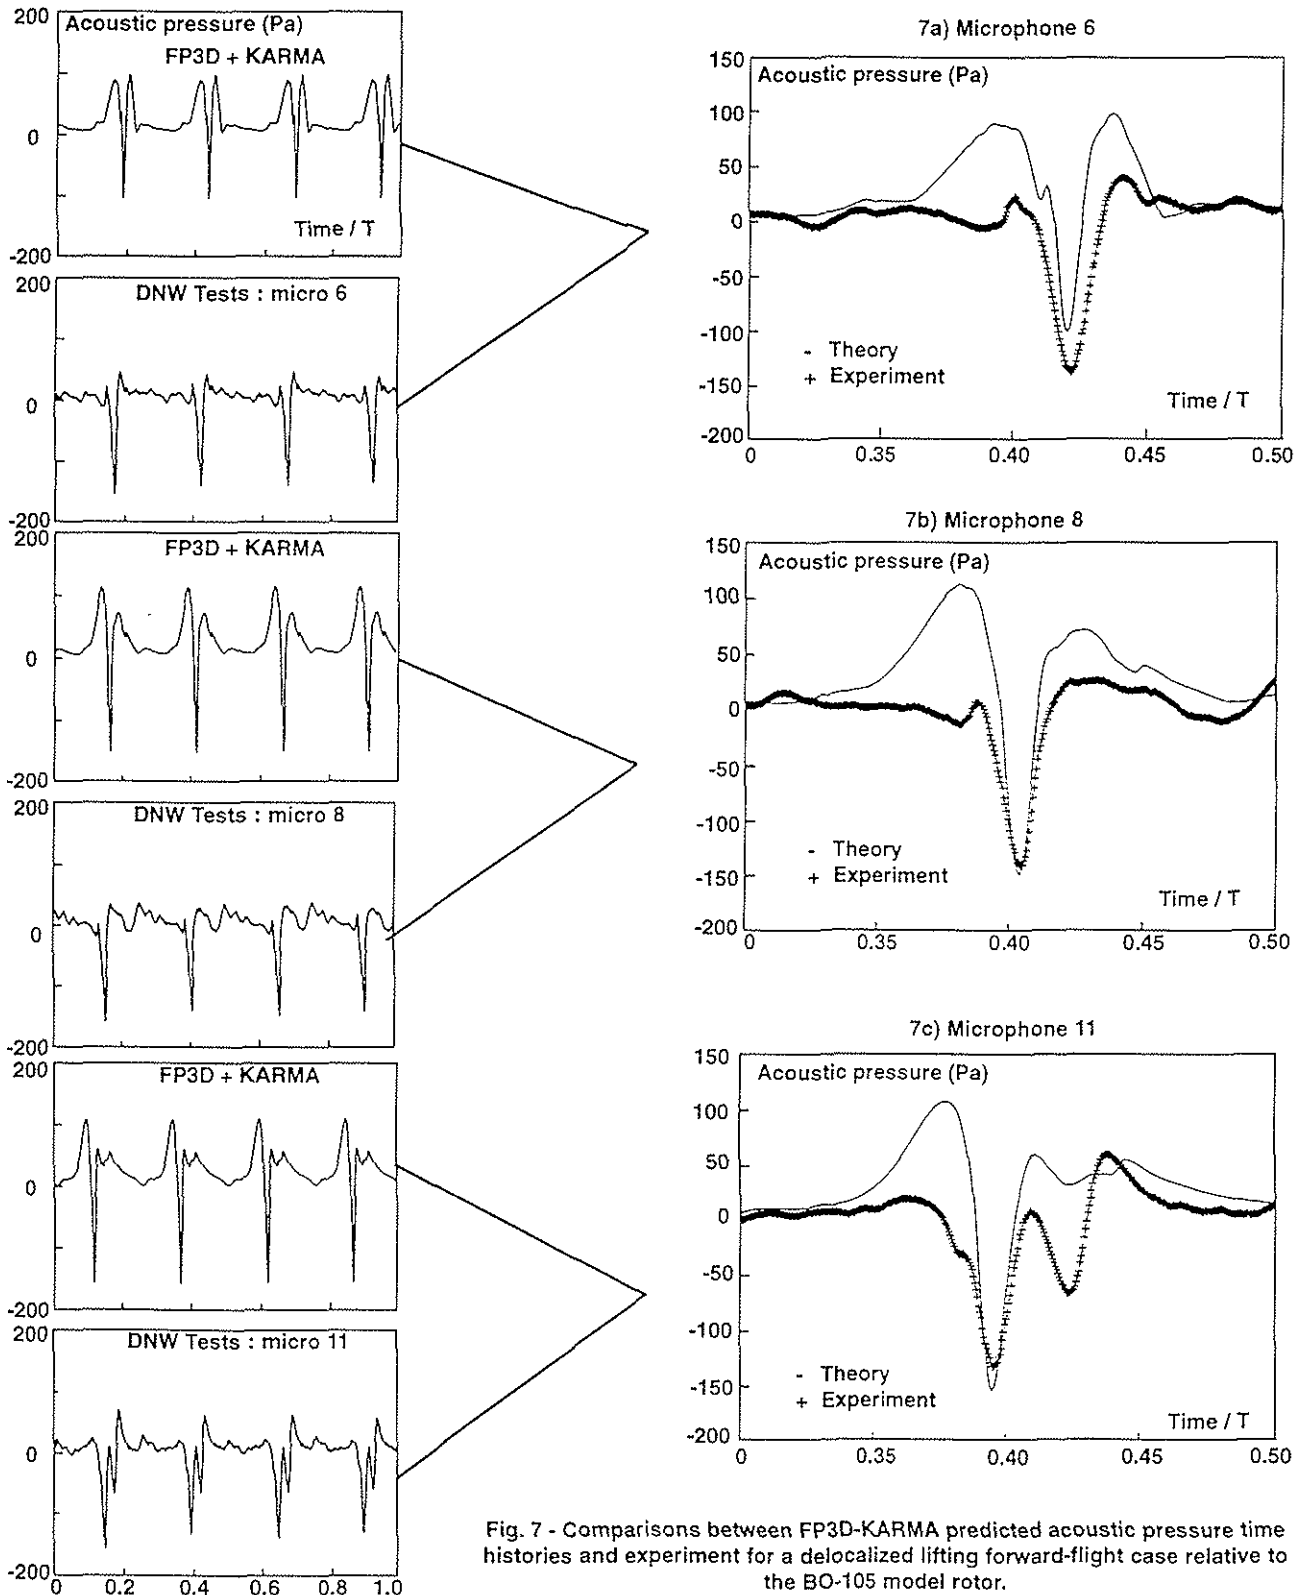 200
Acoustic pressure (Pa)
FP3D + KARMA
0
Time / T
-200
200
DNW Tests : micro 6
0
-200
200
FP3D + KARMA
0
-200
200
DNW Tests : micro 8
0
-200
200
FP3D + KARMA
0
-200
200
DNW Tests : micro 11
0
-200
0 0.2 0.4 0.6 0.8 1.0
7a) Microphone 6
150
Acoustic pressure (Pa)
100
50
0
-50
-100
- Theory
-150
+ Experiment
Time / T
-200
0 0.35 0.40 0.45 0.50
7b) Microphone 8
150
Acoustic pressure (Pa)
100
50
0
-50
-100
- Theory
-150
+ Experiment
Time / T
-200
0 0.35 0.40 0.45 0.50
7c) Microphone 11
150
Acoustic pressure (Pa)
100
50
0
-50
-100
- Theory
-150
+ Experiment
Time / T
-200
0 0.35 0.40 0.45 0.50
Fig. 7 - Comparisons between FP3D-KARMA predicted acoustic pressure time
histories and experiment for a delocalized lifting forward-flight case relative to
the BO-105 model rotor.